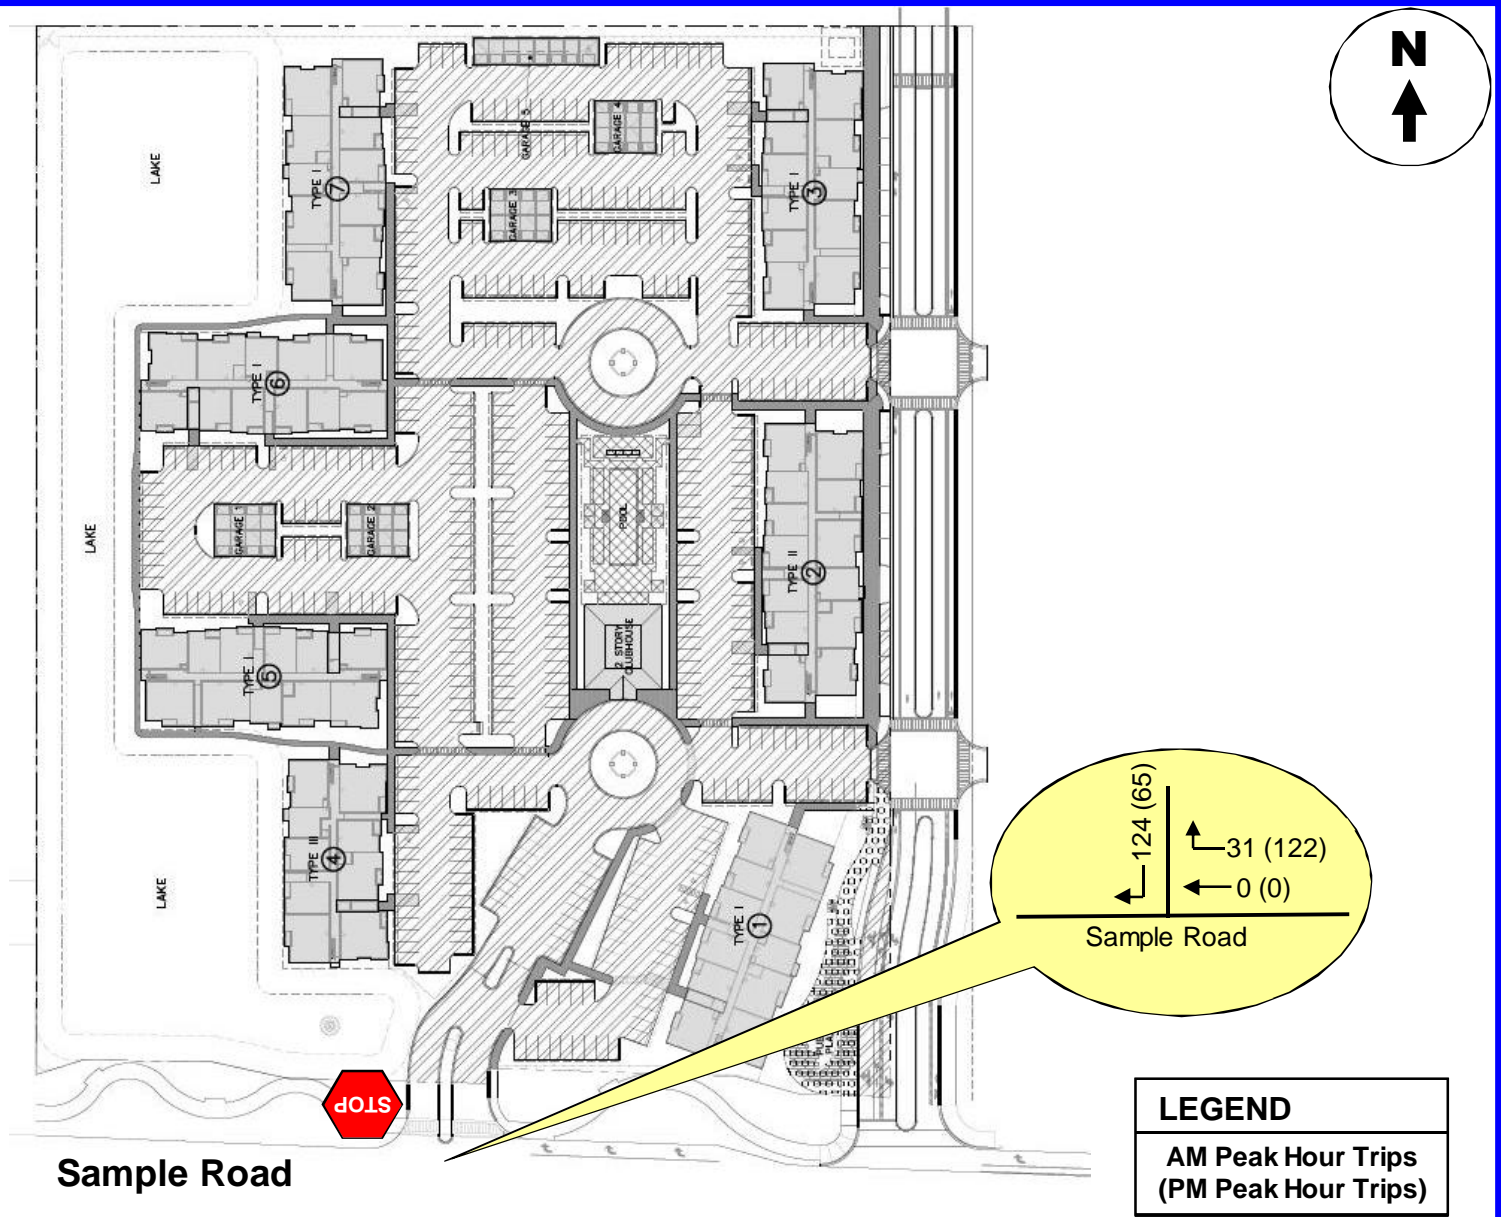 N
GARAGE 5
GARAGE 4
GARAGE 3
LAKE
TYPE I
7
TYPE I
3
TYPE I
6
GARAGE 1
GARAGE 2
LAKE
POOL
TYPE II
2
2 STORY
CLUBHOUSE
TYPE I
5
TYPE III
4
LAKE
TYPE I
1
124 (65)
31 (122)
0 (0)
Sample Road
STOP
Sample Road
LEGEND
AM Peak Hour Trips
(PM Peak Hour Trips)